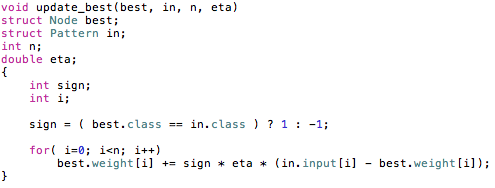 void update_best(best, in, n, eta)
struct Node best;
struct Pattern in;
int n;
double eta;
{
    int sign;
    int i;

    sign = ( best.class == in.class ) ? 1 : -1;

    for( i=0; i<n; i++)
        best.weight[i] += sign * eta * (in.input[i] - best.weight[i]);
}